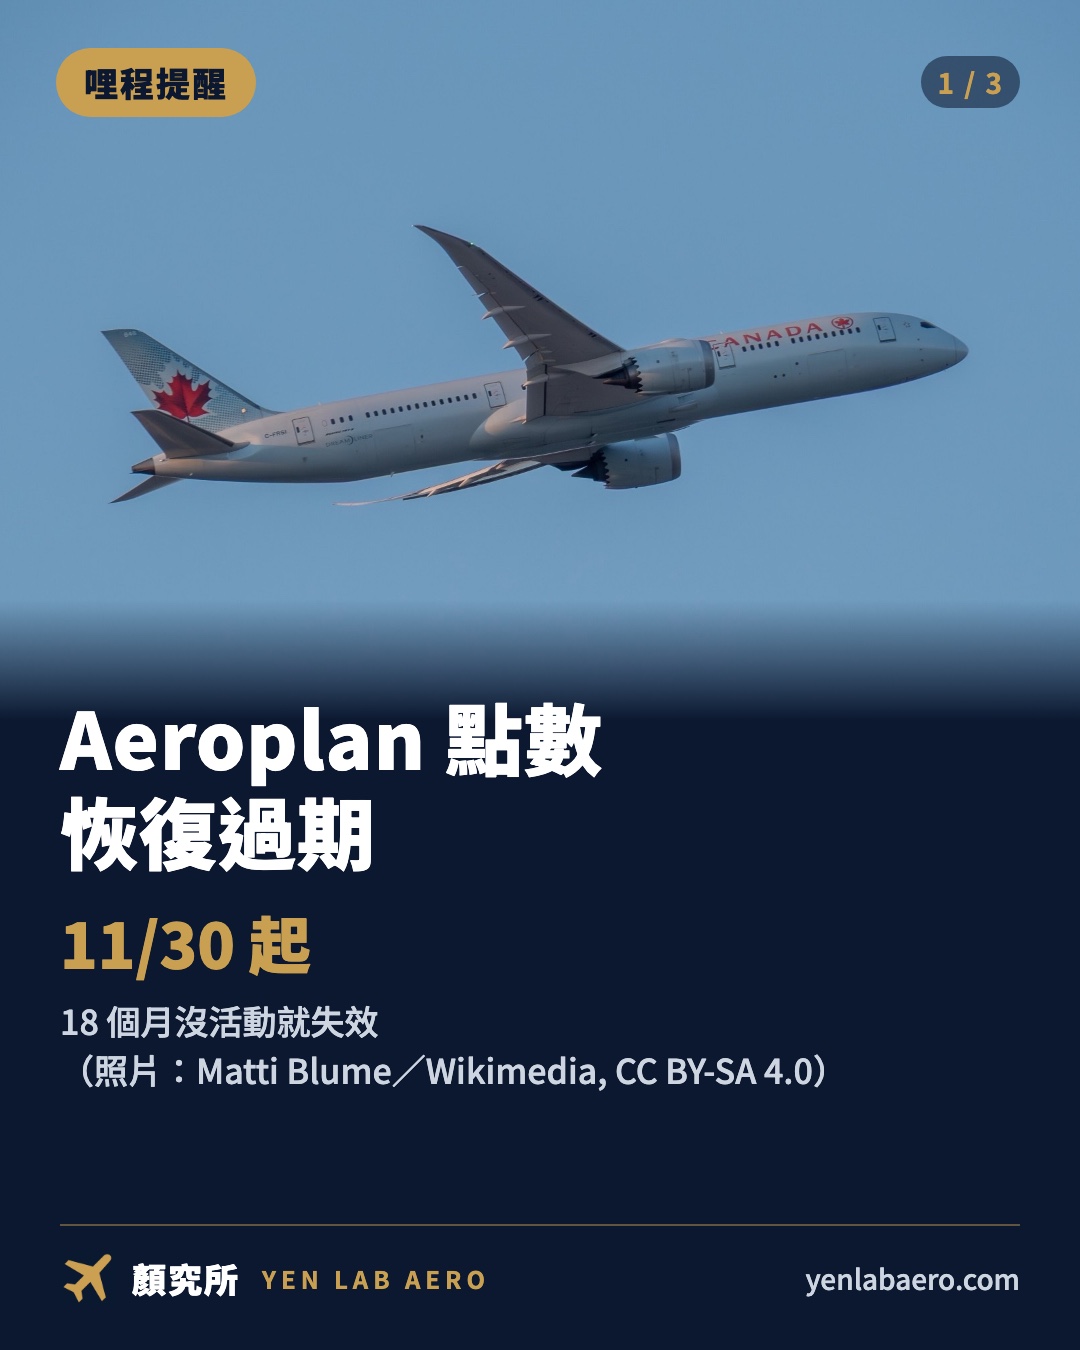 哩程提醒
1 / 3
CANADA
Aeroplan 點數
恢復過期
11/30 起
18 個月沒活動就失效
（照片：Matti Blume／Wikimedia, CC BY-SA 4.0）
顏究所 YEN LAB AERO
yenlabaero.com